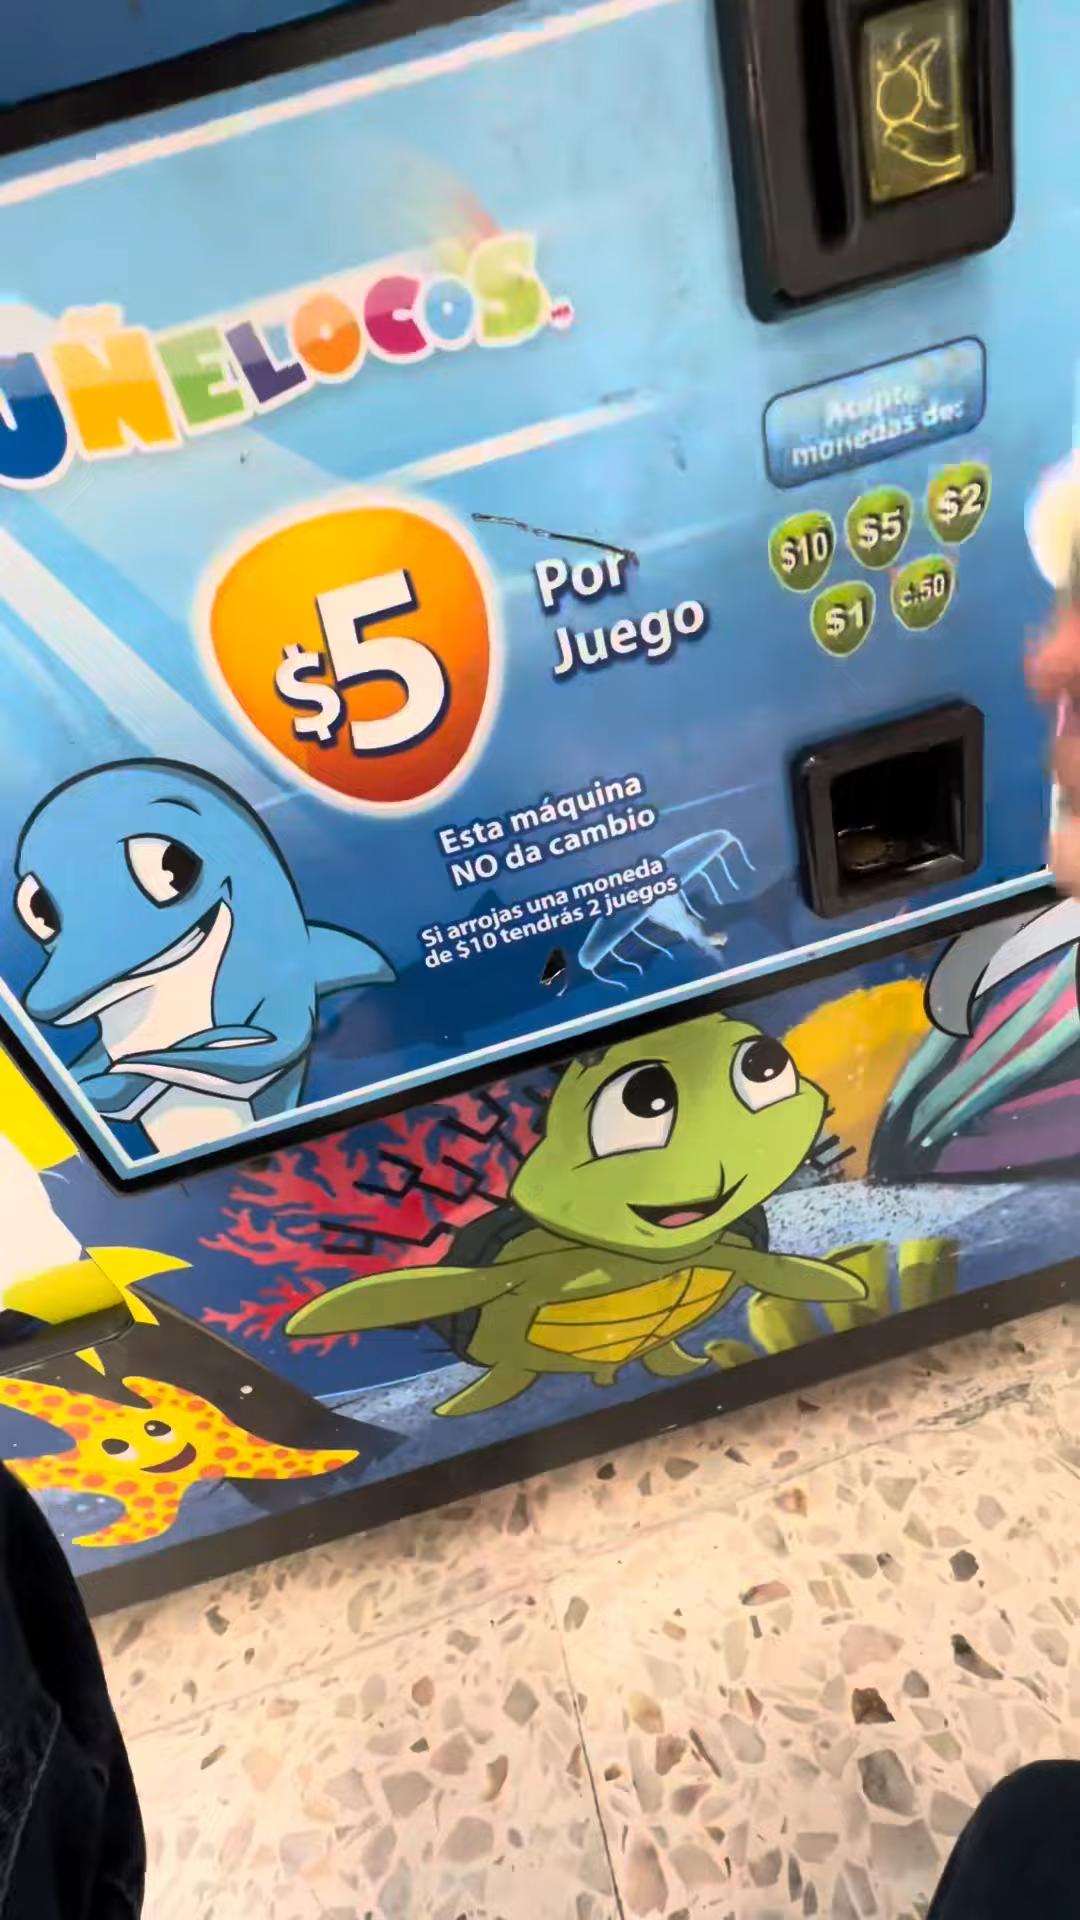 UÑELOCOS
$5
Por
Juego
Acepta
monedas de:
$10 $5 $2
$1 ¢.50
Esta máquina
NO da cambio
Si arrojas una moneda
de $10 tendrás 2 juegos